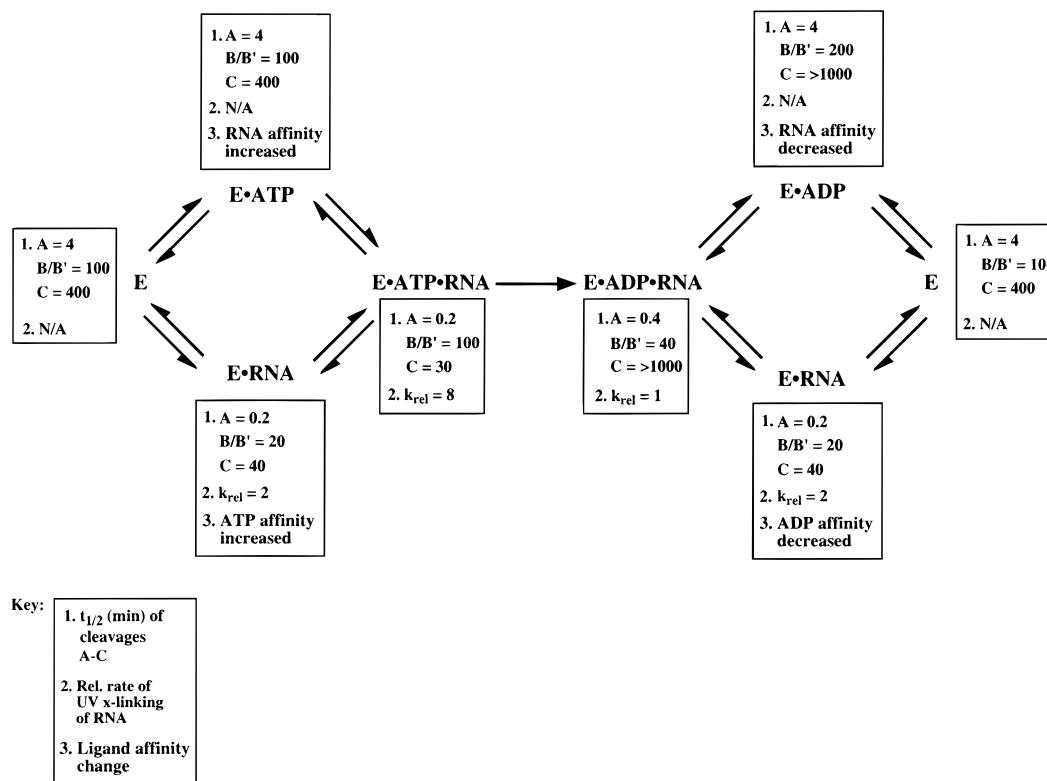 1. A = 4
B/B' = 100
C = 400
2. N/A
3. RNA affinity
increased
E•ATP
1. A = 4
B/B' = 100
C = 400
2. N/A
E
E•RNA
1. A = 0.2
B/B' = 20
C = 40
2. krel = 2
3. ATP affinity
increased
E•ATP•RNA
1. A = 0.2
B/B' = 100
C = 30
2. krel = 8
1. A = 4
B/B' = 200
C = >1000
2. N/A
3. RNA affinity
decreased
E•ADP
E•ADP•RNA
1. A = 0.4
B/B' = 40
C = >1000
2. krel = 1
E
1. A = 4
B/B' = 10
C = 400
2. N/A
E•RNA
1. A = 0.2
B/B' = 20
C = 40
2. krel = 2
3. ADP affinity
decreased
Key:
1. t1/2 (min) of
cleavages
A-C
2. Rel. rate of
UV x-linking
of RNA
3. Ligand affinity
change